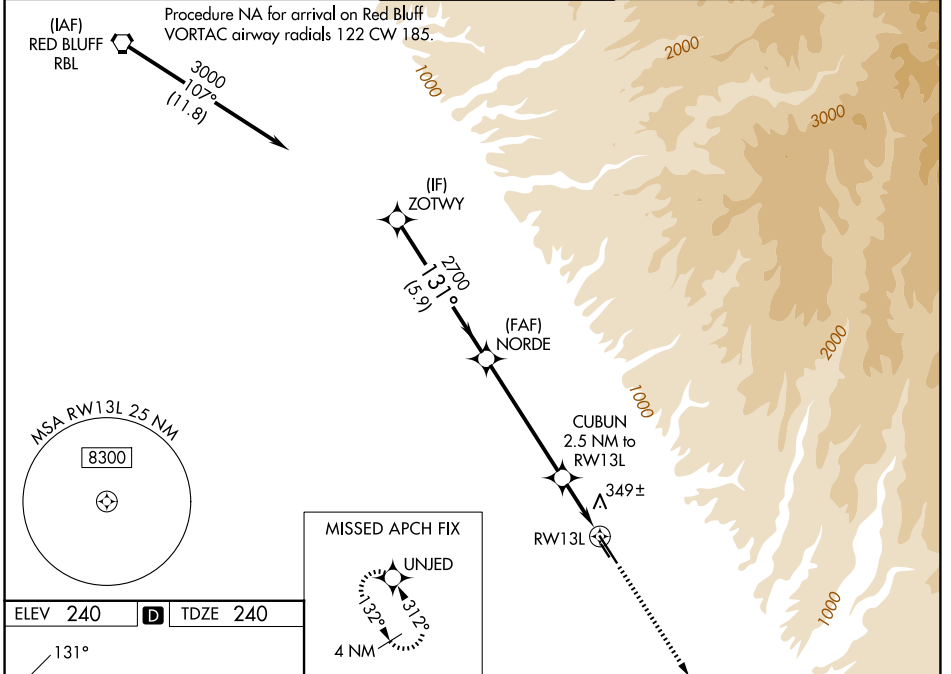 Procedure NA for arrival on Red Bluff
VORTAC airway radials 122 CW 185.
(IAF)
RED BLUFF
RBL
3000
107°
(11.8)
1000
2000
3000
(IF)
ZOTWY
2700
131°
(5.9)
(FAF)
NORDE
2000
1000
CUBUN
2.5 NM to
RW13L
349±
RW13L
1000
MSA RW13L 25 NM
8300
MISSED APCH FIX
UNJED
132°
312°
4 NM
ELEV 240 D TDZE 240
131°